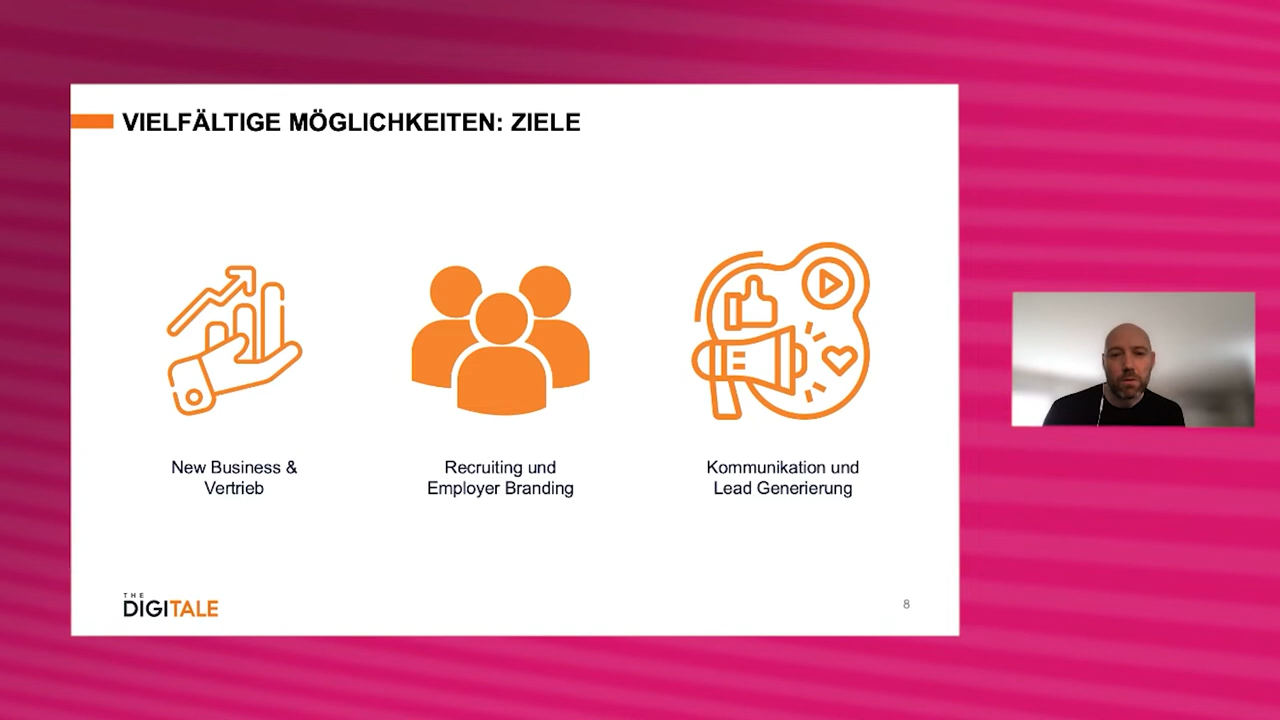 VIELFÄLTIGE MÖGLICHKEITEN: ZIELE
New Business &
Vertrieb
Recruiting und
Employer Branding
Kommunikation und
Lead Generierung
THE
DIGITALE
8